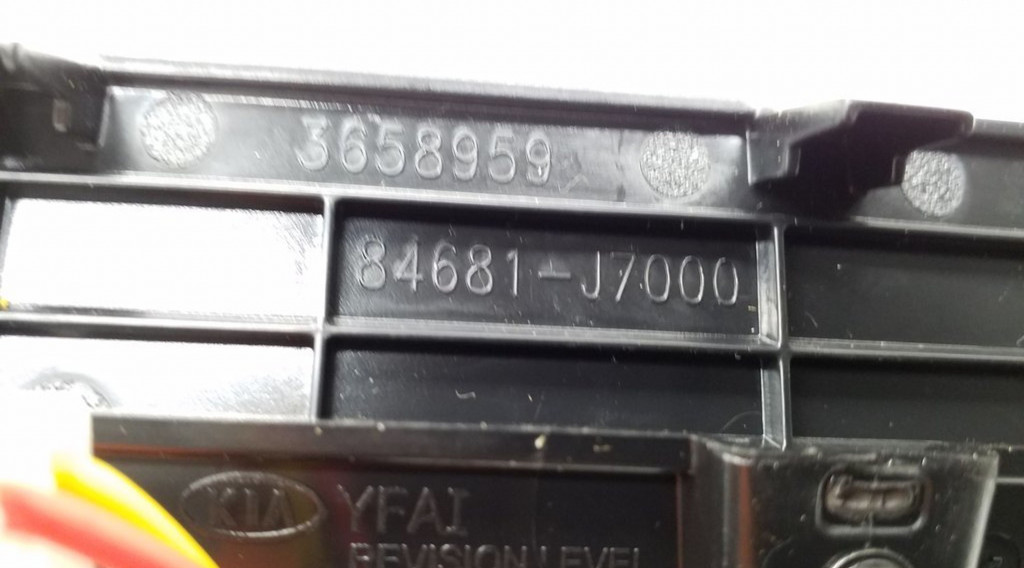 3658959
84681-J7000
KIA YFAI
REVISION LEVEL